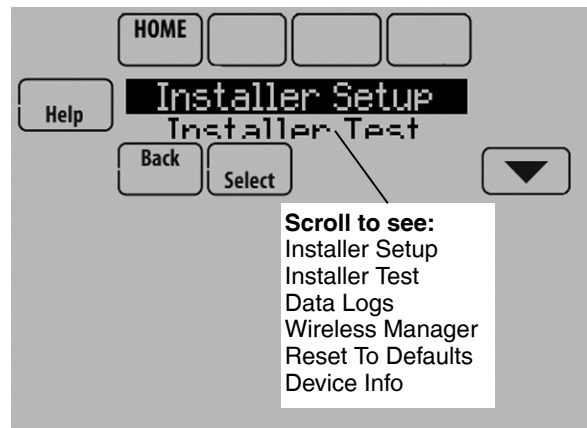 HOME
Help
Installer Setup
Installer Test
Back
Select
Scroll to see:
Installer Setup
Installer Test
Data Logs
Wireless Manager
Reset To Defaults
Device Info